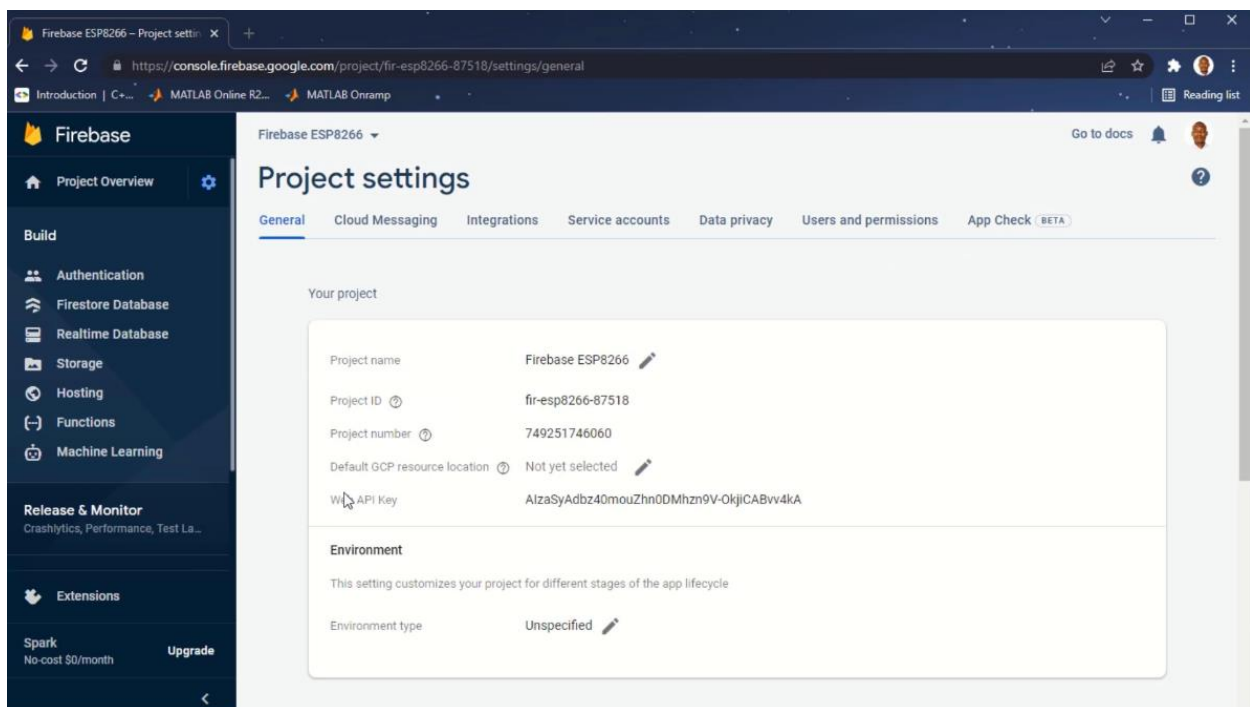 Firebase ESP8266 – Project settin
https://console.firebase.google.com/project/fir-esp8266-87518/settings/general
Introduction | C+... MATLAB Online R2... MATLAB Onramp Reading list
Firebase
Firebase ESP8266
Go to docs
Project Overview
Project settings
General Cloud Messaging Integrations Service accounts Data privacy Users and permissions App Check BETA
Build
Authentication
Firestore Database
Realtime Database
Storage
Hosting
Functions
Machine Learning
Release & Monitor
Crashlytics, Performance, Test La...
Extensions
Spark
No-cost $0/month
Upgrade
Your project
Project name Firebase ESP8266
Project ID fir-esp8266-87518
Project number 749251746060
Default GCP resource location Not yet selected
API Key AIzaSyAdbz40mouZhn0DMhzn9V-OkjiCABvv4kA
Environment
This setting customizes your project for different stages of the app lifecycle
Environment type Unspecified